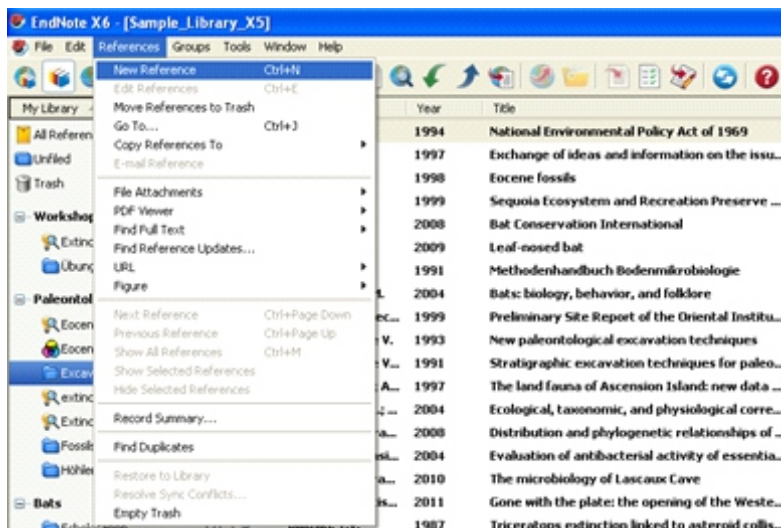 EndNote X6 - [Sample_Library_X5]
File Edit References Groups Tools Window Help
New Reference Ctrl+N
Edit References Ctrl+E
Move References to Trash
Go To... Ctrl+J
Copy References To
E-mail Reference
File Attachments
PDF Viewer
Find Full Text
Find Reference Updates...
URL
Figure
Next Reference Ctrl+Page Down
Previous Reference Ctrl+Page Up
Show All References Ctrl+M
Show Selected References
Hide Selected References
Record Summary...
Find Duplicates
Restore to Library
Resolve Sync Conflicts...
Empty Trash
My Library
All Referen
Unfiled
Trash
Workshop
Extinc
Übung
Paleontol
Eocen
Eocen
Excav
extinc
Extinc
Fossils
Höhlen
Bats
Year Title
1994 National Environmental Policy Act of 1969
1997 Exchange of ideas and information on the issu...
1998 Eocene fossils
1999 Sequoia Ecosystem and Recreation Preserve ...
2008 Bat Conservation International
2009 Leaf-nosed bat
1991 Methodenhandbuch Bodenmikrobiologie
2004 Bats: biology, behavior, and folklore
1999 Preliminary Site Report of the Oriental Institu...
V. 1993 New paleontological excavation techniques
V... 1991 Stratigraphic excavation techniques for paleo...
A... 1997 The land fauna of Ascension Island: new data ...
2004 Ecological, taxonomic, and physiological corre...
2008 Distribution and phylogenetic relationships of ...
2004 Evaluation of antibacterial activity of essentia...
2010 The microbiology of Lascaux Cave
2011 Gone with the plate: the opening of the Weste...
1987 Triceratops extinction linked to asteroid collis...